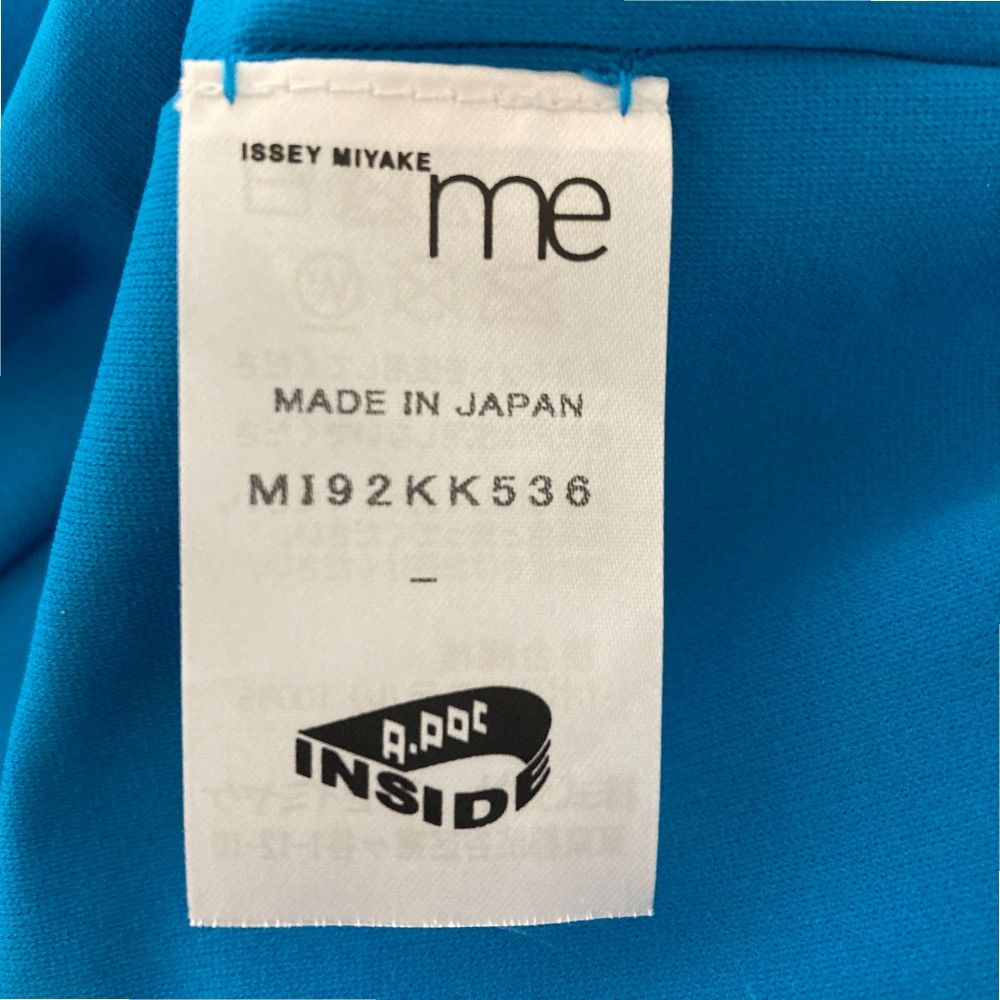 ISSEY MIYAKE
me
MADE IN JAPAN
MI92KK536
–
A.POC
INSIDE